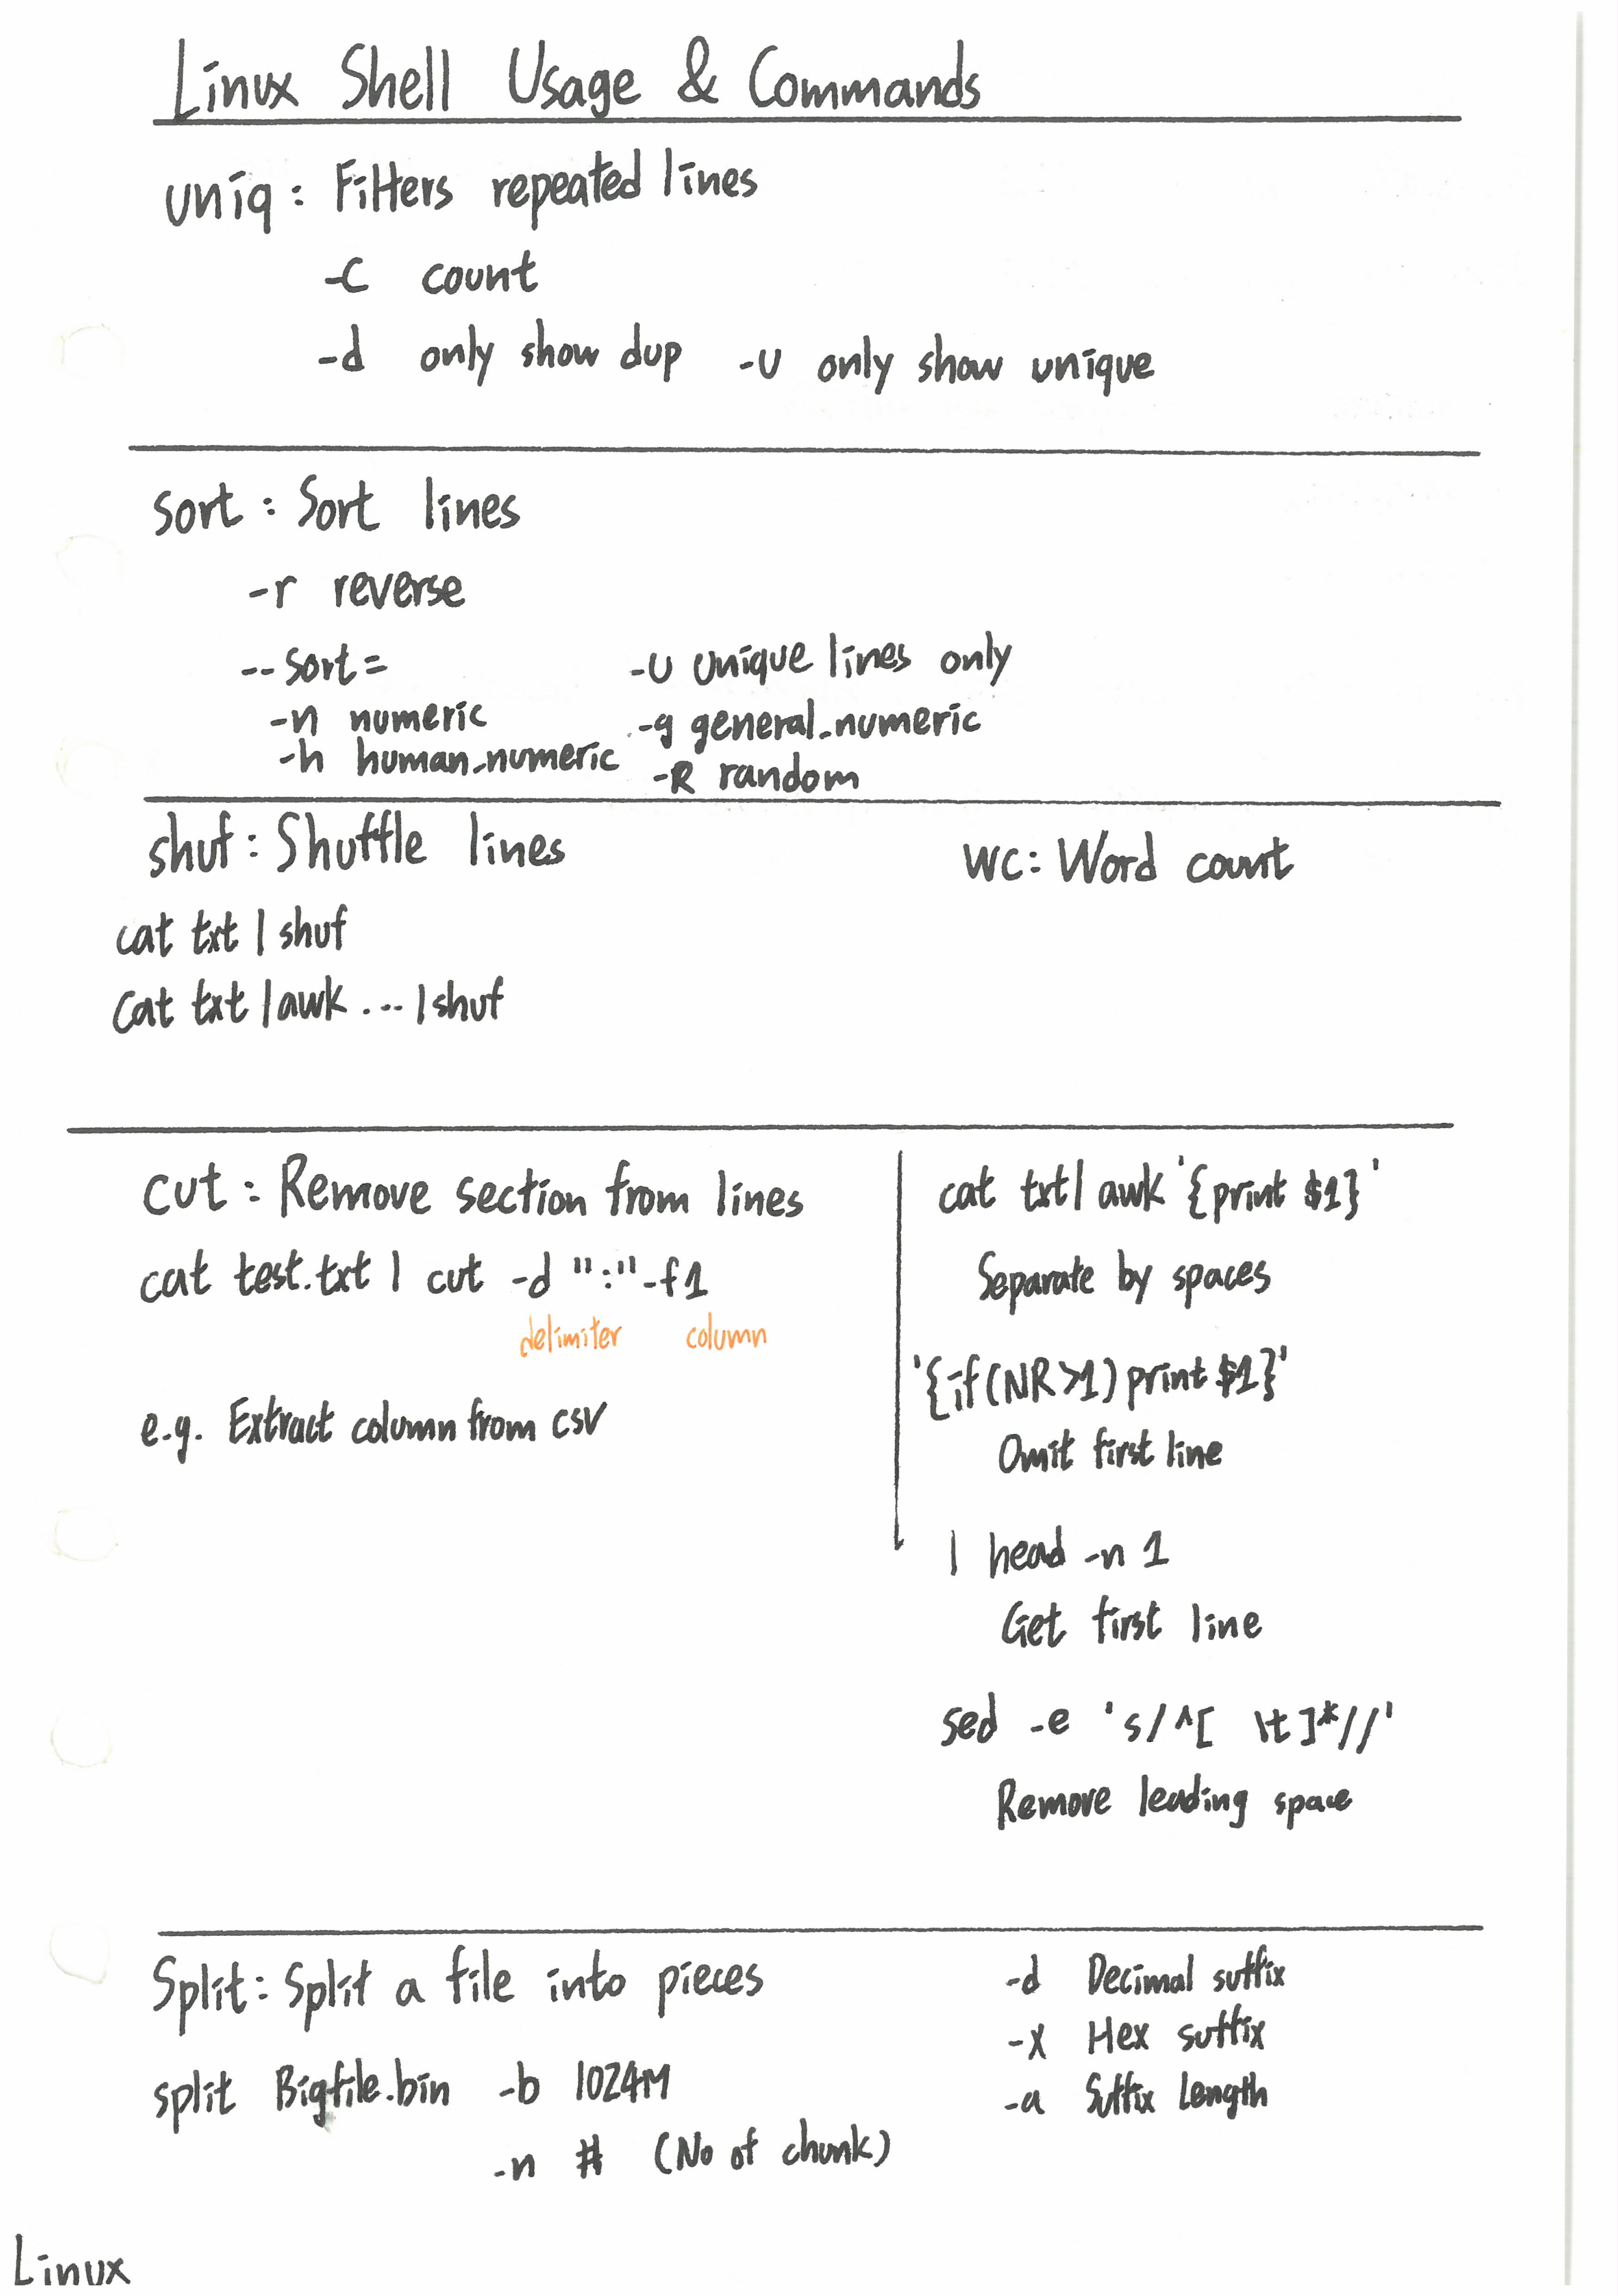 Linux Shell Usage & Commands
uniq: Filters repeated lines
-c count
-d only show dup -u only show unique
sort: Sort lines
-r reverse
--sort= -u unique lines only
-n numeric -g general-numeric
-h human-numeric -R random
shuf: Shuffle lines
cat txt | shuf
cat txt | awk ... | shuf
wc: Word count
cut: Remove section from lines
cat test.txt | cut -d ":" -f1
delimiter column
e.g. Extract column from csv
cat txt | awk '{print $1}'
Separate by spaces
'{if(NR>1) print $1}'
Omit first line
| head -n 1
Get first line
sed -e 's/^[ \t]*//'
Remove leading space
Split: Split a file into pieces
split Bigfile.bin -b 1024M
-n # (No of chunk)
-d Decimal suffix
-x Hex suffix
-a Suffix Length
Linux